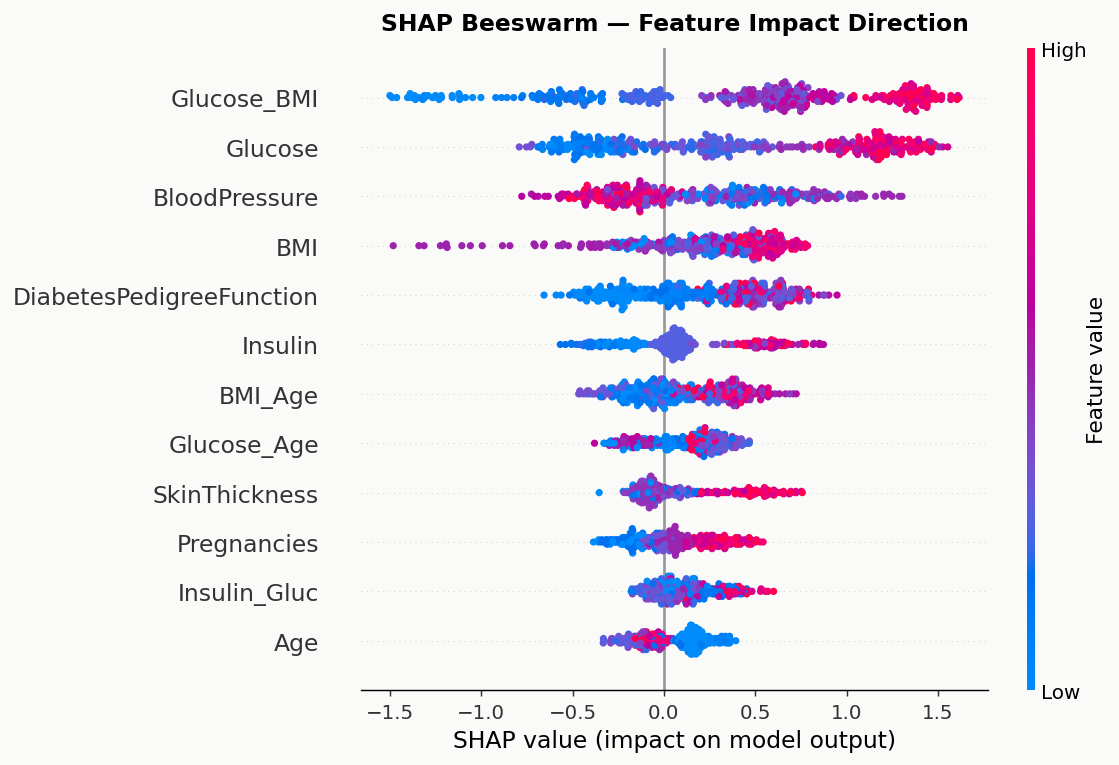 SHAP Beeswarm — Feature Impact Direction
High
Glucose_BMI
Glucose
BloodPressure
BMI
DiabetesPedigreeFunction
Insulin
BMI_Age
Glucose_Age
SkinThickness
Pregnancies
Insulin_Gluc
Age
Feature value
Low
−1.5 −1.0 −0.5 0.0 0.5 1.0 1.5
SHAP value (impact on model output)